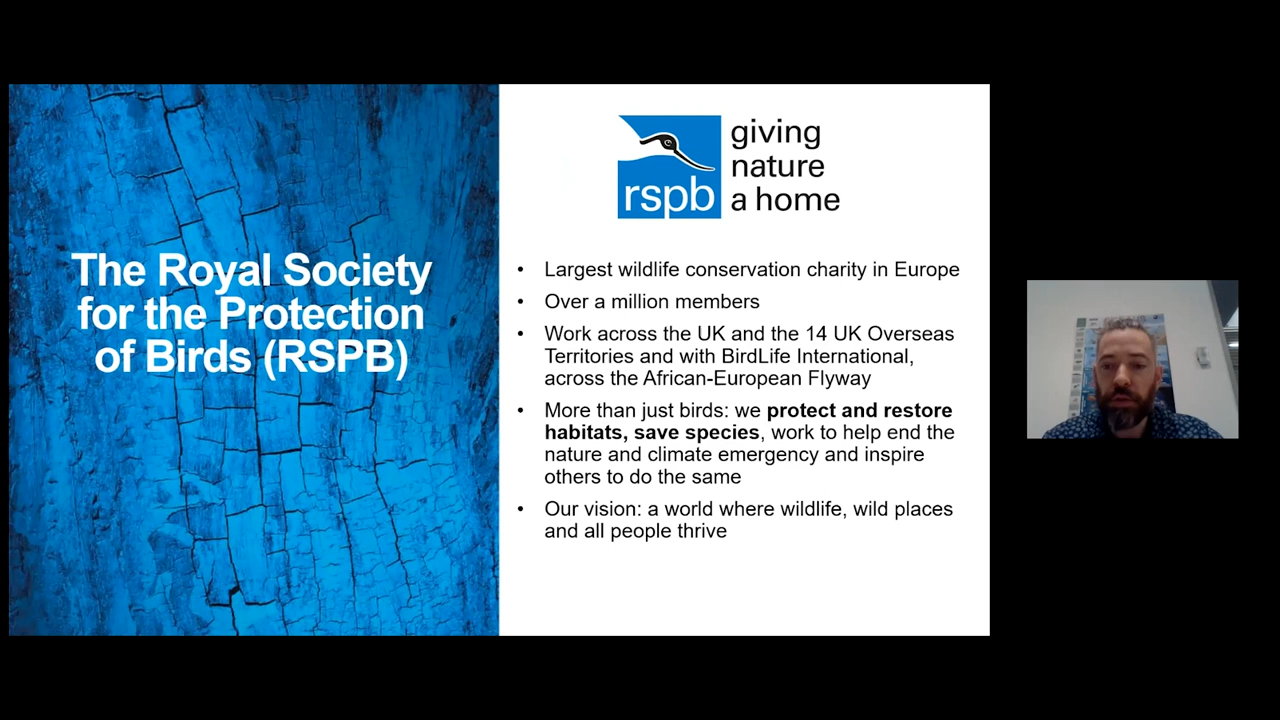 The Royal Society
for the Protection
of Birds (RSPB)
rspb
giving
nature
a home
• Largest wildlife conservation charity in Europe
• Over a million members
• Work across the UK and the 14 UK Overseas
Territories and with BirdLife International,
across the African-European Flyway
• More than just birds: we protect and restore
habitats, save species, work to help end the
nature and climate emergency and inspire
others to do the same
• Our vision: a world where wildlife, wild places
and all people thrive